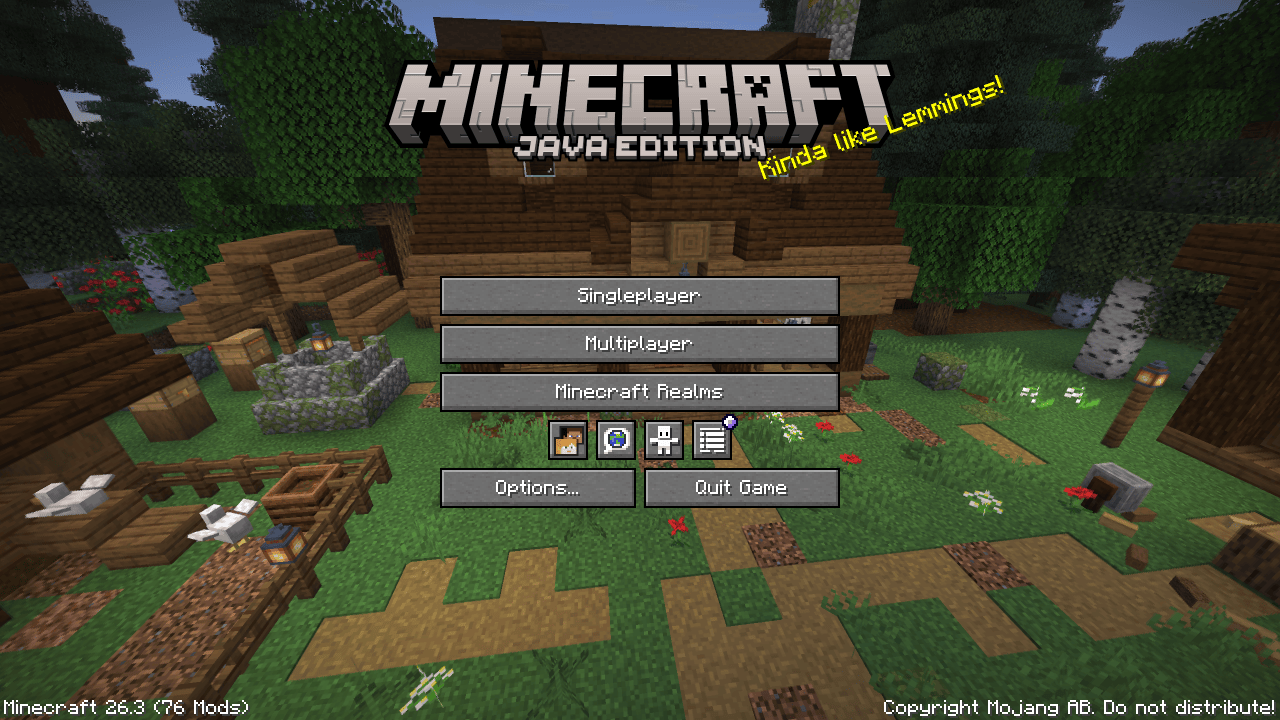 MINECRAFT
JAVA EDITION
Kinda like Lemmings!
Singleplayer
Multiplayer
Minecraft Realms
Options...
Quit Game
Minecraft 26.3 (76 Mods)
Copyright Mojang AB. Do not distribute!